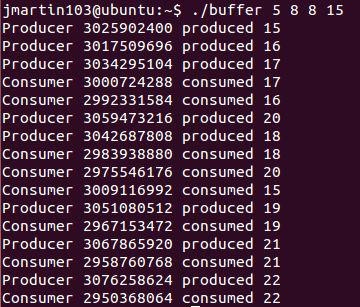 jmartin103@ubuntu:~$ ./buffer 5 8 8 15
Producer 3025902400 produced 15
Producer 3017509696 produced 16
Producer 3034295104 produced 17
Consumer 3000724288 consumed 17
Consumer 2992331584 consumed 16
Producer 3059473216 produced 20
Producer 3042687808 produced 18
Consumer 2983938880 consumed 18
Consumer 2975546176 consumed 20
Consumer 3009116992 consumed 15
Producer 3051080512 produced 19
Consumer 2967153472 consumed 19
Producer 3067865920 produced 21
Consumer 2958760768 consumed 21
Producer 3076258624 produced 22
Consumer 2950368064 consumed 22